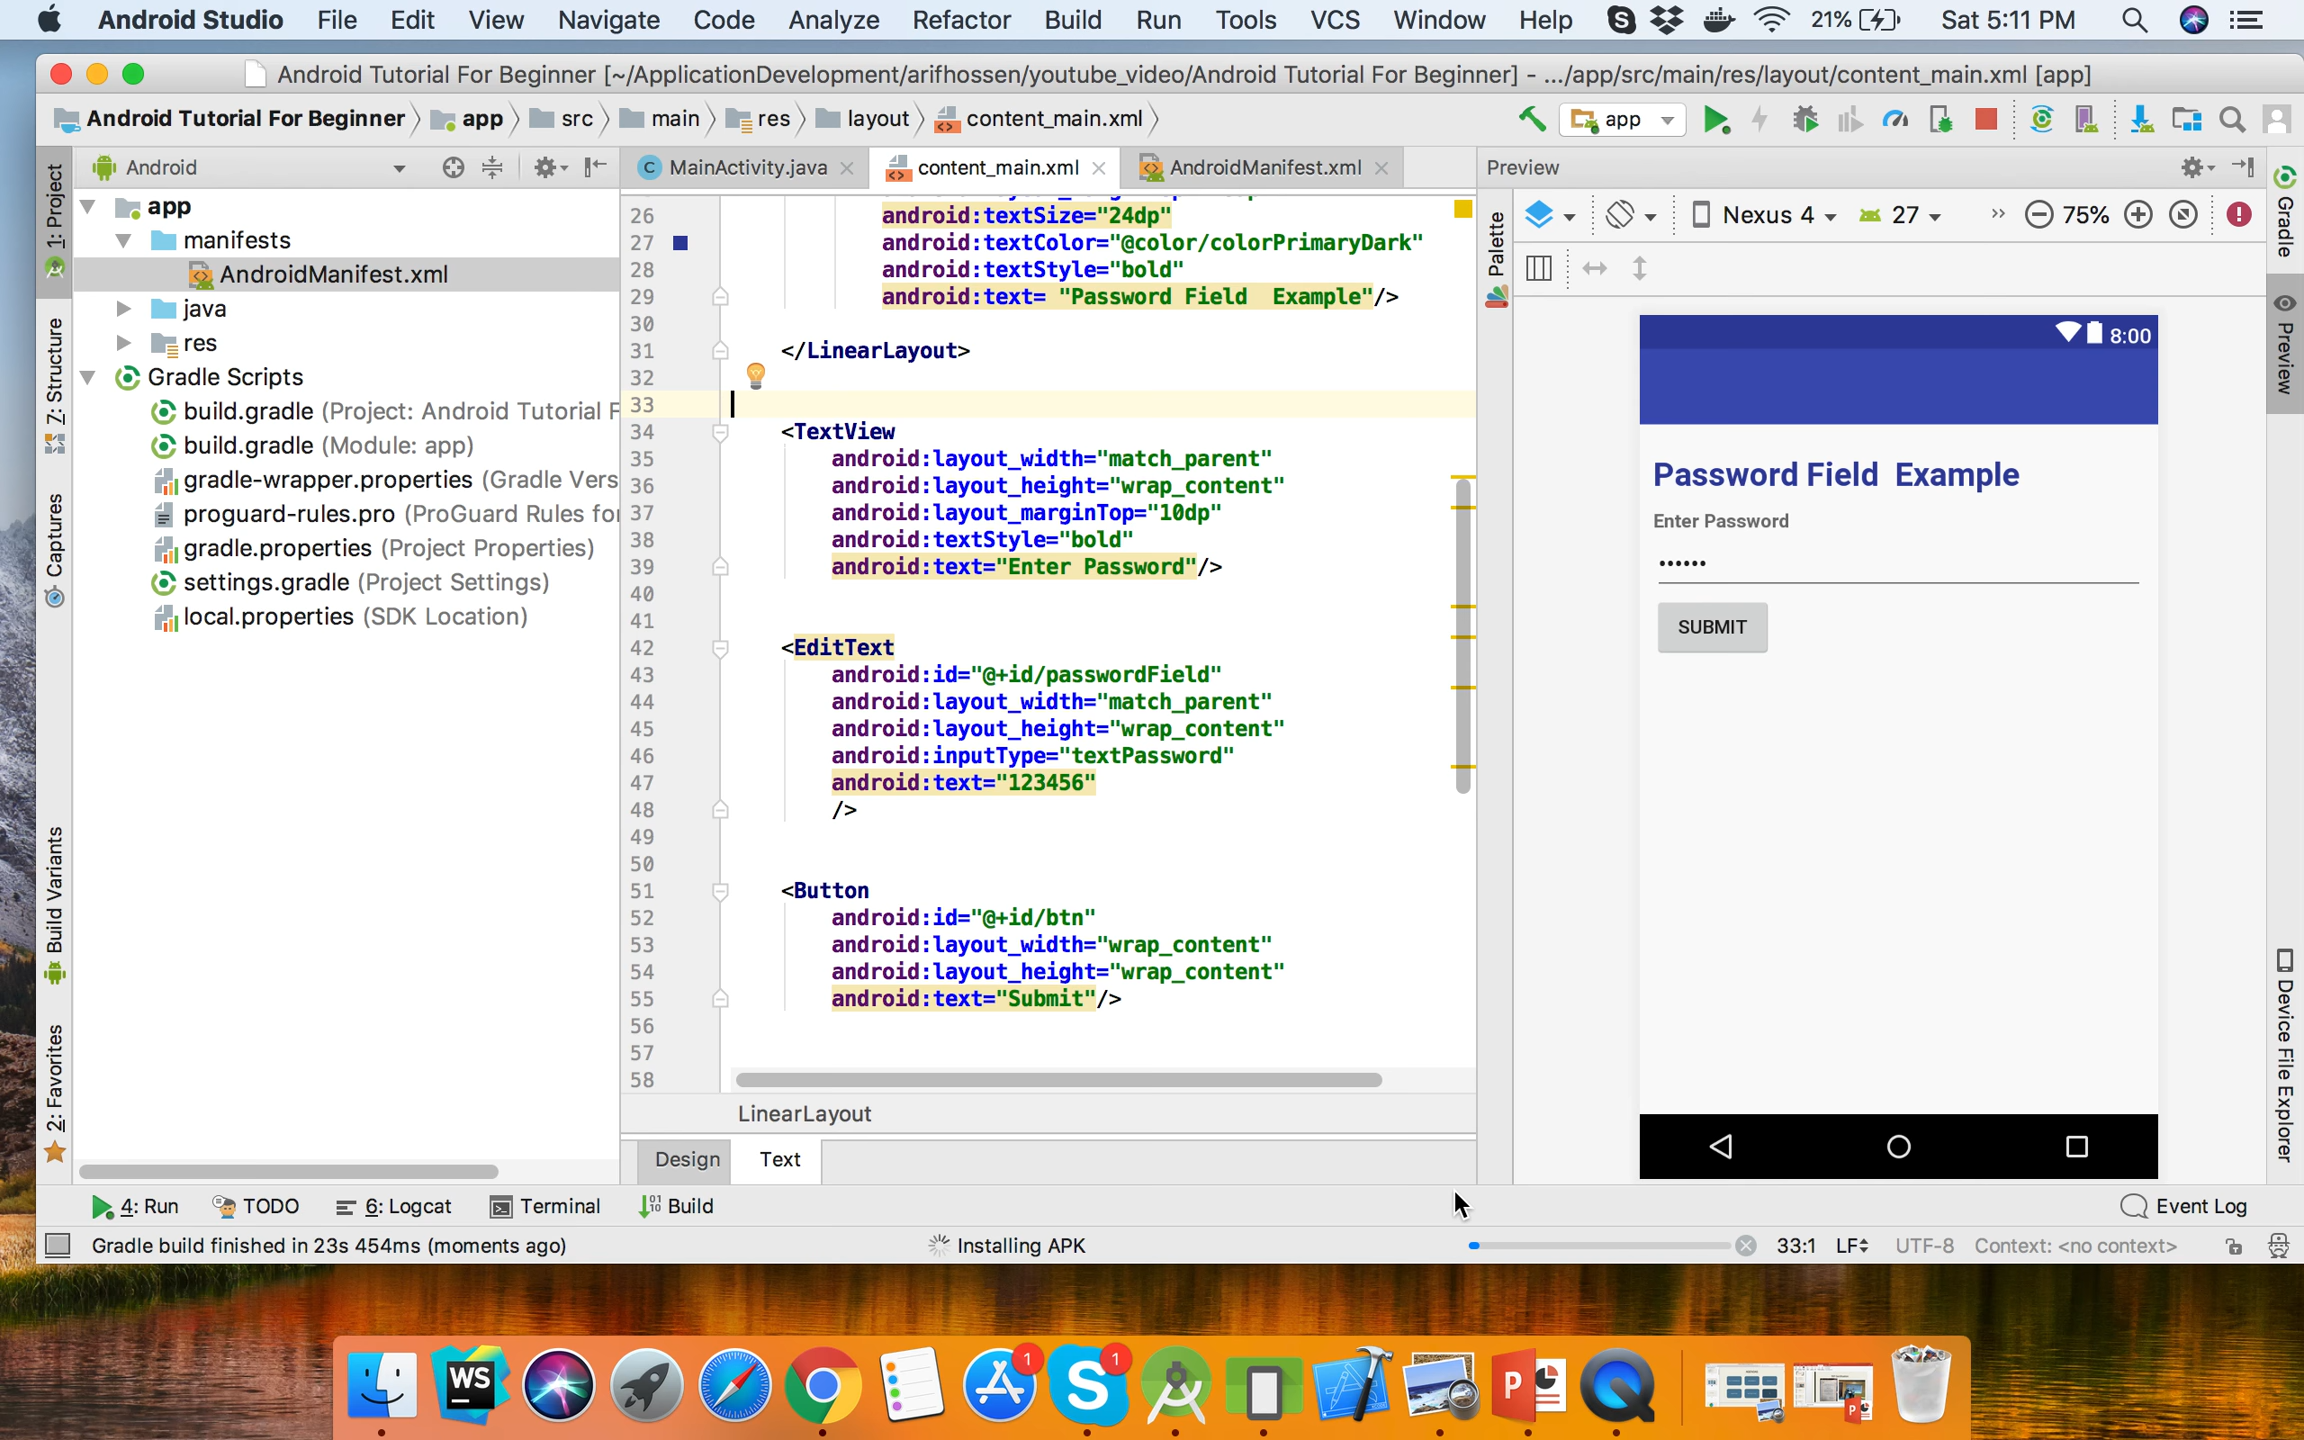 Android Studio File Edit View Navigate Code Analyze Refactor Build Run Tools VCS Window Help 21% Sat 5:11 PM
Android Tutorial For Beginner [~/ApplicationDevelopment/arifhossen/youtube_video/Android Tutorial For Beginner] - .../app/src/main/res/layout/content_main.xml [app]
Android Tutorial For Beginner app src main res layout content_main.xml app
Android MainActivity.java content_main.xml AndroidManifest.xml Preview
1: Project
Z: Structure
Captures
Build Variants
2: Favorites
app
manifests
AndroidManifest.xml
java
res
Gradle Scripts
build.gradle (Project: Android Tutorial F
build.gradle (Module: app)
gradle-wrapper.properties (Gradle Vers
proguard-rules.pro (ProGuard Rules fo
gradle.properties (Project Properties)
settings.gradle (Project Settings)
local.properties (SDK Location)
26 android:textSize="24dp"
27 android:textColor="@color/colorPrimaryDark"
28 android:textStyle="bold"
29 android:text= "Password Field  Example"/>
30
31 </LinearLayout>
32
33
34 <TextView
35 android:layout_width="match_parent"
36 android:layout_height="wrap_content"
37 android:layout_marginTop="10dp"
38 android:textStyle="bold"
39 android:text="Enter Password"/>
40
41
42 <EditText
43 android:id="@+id/passwordField"
44 android:layout_width="match_parent"
45 android:layout_height="wrap_content"
46 android:inputType="textPassword"
47 android:text="123456"
48 />
49
50
51 <Button
52 android:id="@+id/btn"
53 android:layout_width="wrap_content"
54 android:layout_height="wrap_content"
55 android:text="Submit"/>
56
57
58
LinearLayout
Design Text
Palette
Nexus 4 27 75%
8:00
Password Field  Example
Enter Password
••••••
SUBMIT
Gradle
Preview
Device File Explorer
4: Run TODO 6: Logcat Terminal Build Event Log
Gradle build finished in 23s 454ms (moments ago) Installing APK 33:1 LF UTF-8 Context: <no context>
WS 1 1 S P